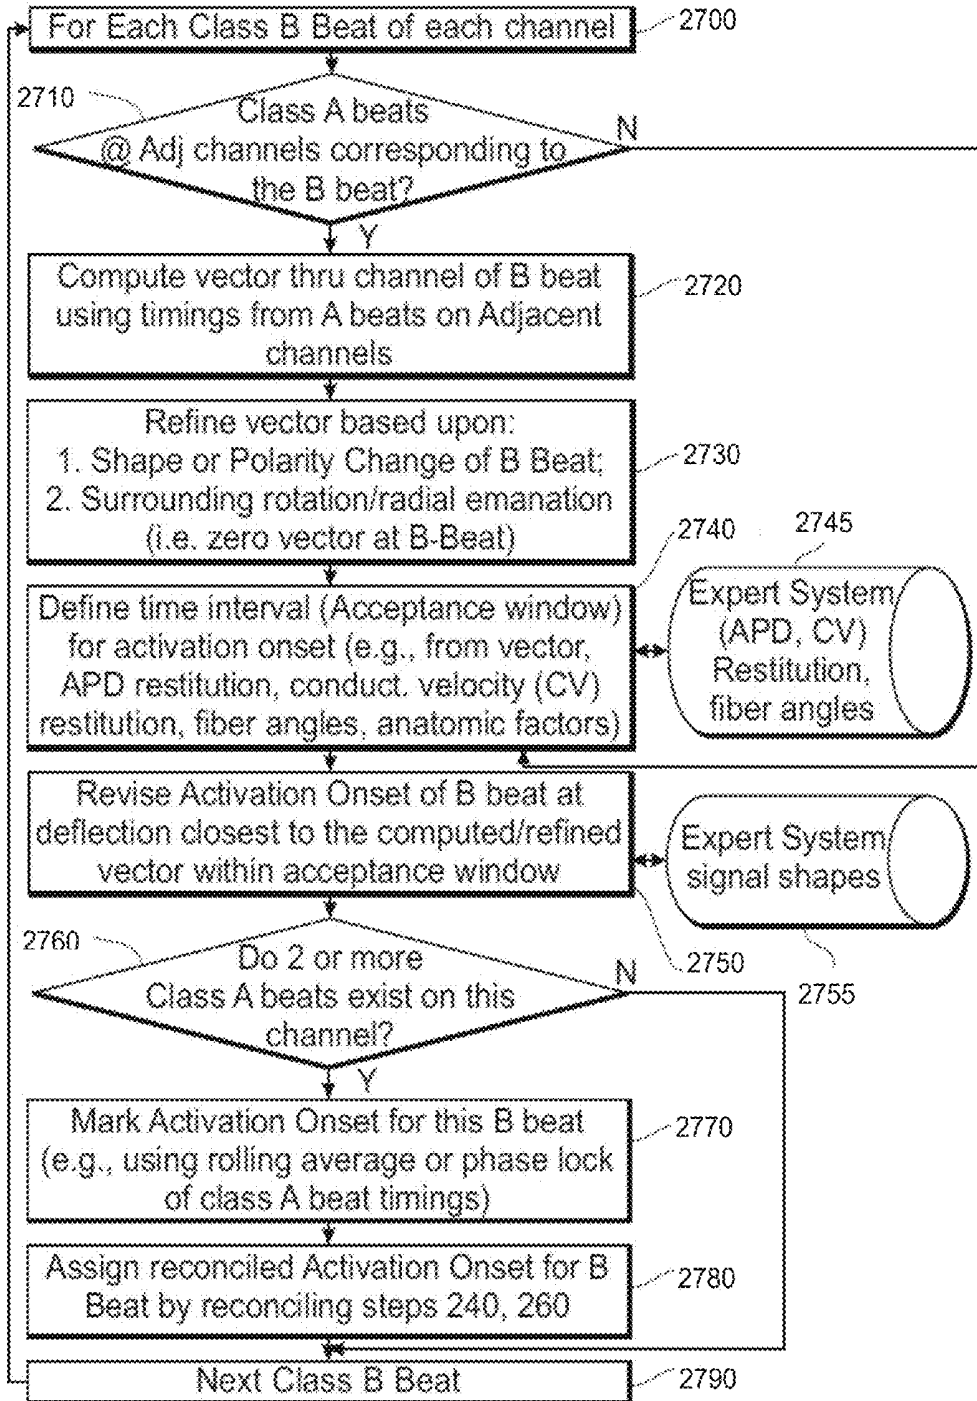 For Each Class B Beat of each channel
2700
2710
Class A beats
@ Adj channels corresponding to
the B beat?
N
Y
Compute vector thru channel of B beat
using timings from A beats on Adjacent
channels
2720
Refine vector based upon:
1. Shape or Polarity Change of B Beat;
2. Surrounding rotation/radial emanation
(i.e. zero vector at B-Beat)
2730
2740
2745
Define time interval (Acceptance window)
for activation onset (e.g., from vector,
APD restitution, conduct. velocity (CV)
restitution, fiber angles, anatomic factors)
Expert System
(APD, CV)
Restitution,
fiber angles
Revise Activation Onset of B beat at
deflection closest to the computed/refined
vector within acceptance window
Expert System
signal shapes
2750
2755
2760
Do 2 or more
Class A beats exist on this
channel?
N
Y
Mark Activation Onset for this B beat
(e.g., using rolling average or phase lock
of class A beat timings)
2770
Assign reconciled Activation Onset for B
Beat by reconciling steps 240, 260
2780
Next Class B Beat
2790